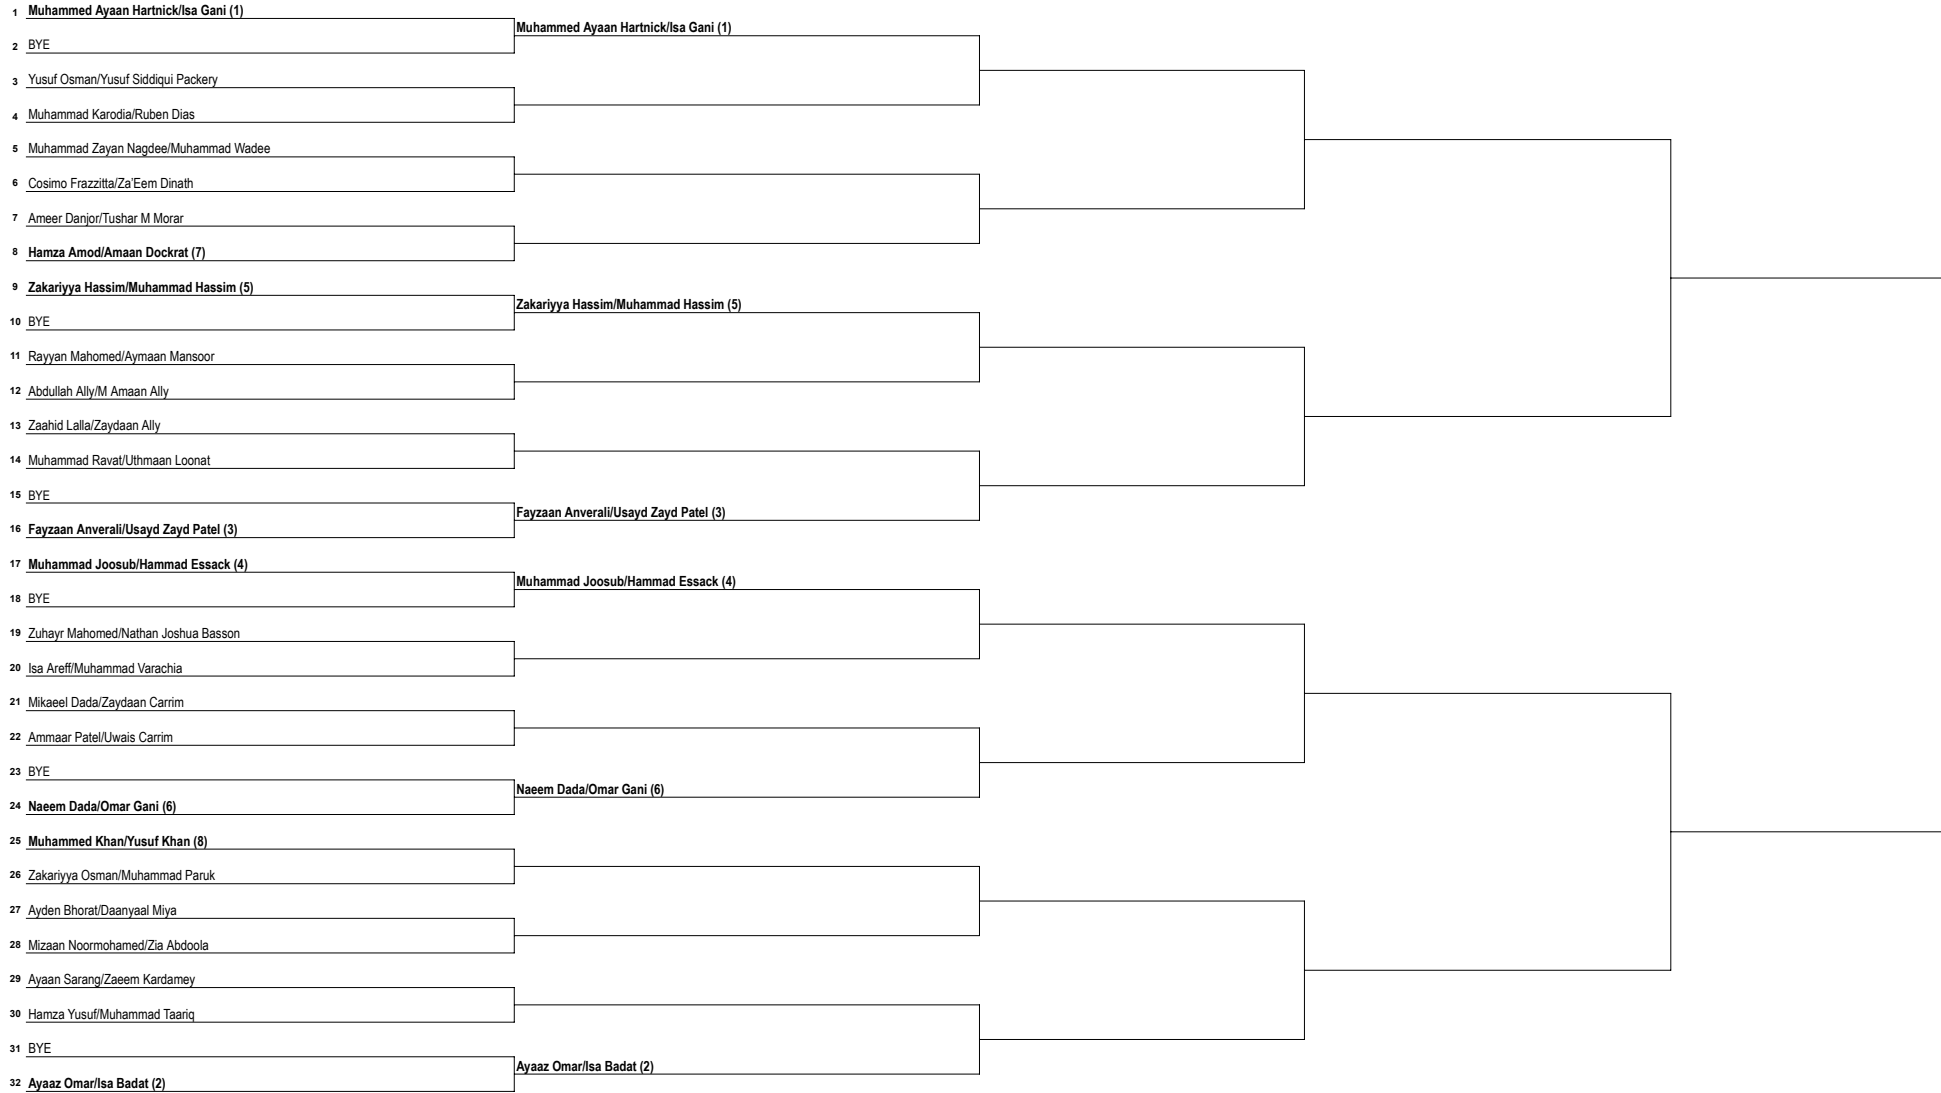 1 Muhammed Ayaan Hartnick/Isa Gani (1)
Muhammed Ayaan Hartnick/Isa Gani (1)
2 BYE
3 Yusuf Osman/Yusuf Siddiqui Packery
4 Muhammad Karodia/Ruben Dias
5 Muhammad Zayan Nagdee/Muhammad Wadee
6 Cosimo Frazzitta/Za'Eem Dinath
7 Ameer Danjor/Tushar M Morar
8 Hamza Amod/Amaan Dockrat (7)
9 Zakariyya Hassim/Muhammad Hassim (5)
Zakariyya Hassim/Muhammad Hassim (5)
10 BYE
11 Rayyan Mahomed/Aymaan Mansoor
12 Abdullah Ally/M Amaan Ally
13 Zaahid Lalla/Zaydaan Ally
14 Muhammad Ravat/Uthmaan Loonat
15 BYE
Fayzaan Anverali/Usayd Zayd Patel (3)
16 Fayzaan Anverali/Usayd Zayd Patel (3)
17 Muhammad Joosub/Hammad Essack (4)
Muhammad Joosub/Hammad Essack (4)
18 BYE
19 Zuhayr Mahomed/Nathan Joshua Basson
20 Isa Areff/Muhammad Varachia
21 Mikaeel Dada/Zaydaan Carrim
22 Ammaar Patel/Uwais Carrim
23 BYE
Naeem Dada/Omar Gani (6)
24 Naeem Dada/Omar Gani (6)
25 Muhammed Khan/Yusuf Khan (8)
26 Zakariyya Osman/Muhammad Paruk
27 Ayden Bhorat/Daanyaal Miya
28 Mizaan Noormohamed/Zia Abdoola
29 Ayaan Sarang/Zaeem Kardamey
30 Hamza Yusuf/Muhammad Taariq
31 BYE
Ayaaz Omar/Isa Badat (2)
32 Ayaaz Omar/Isa Badat (2)